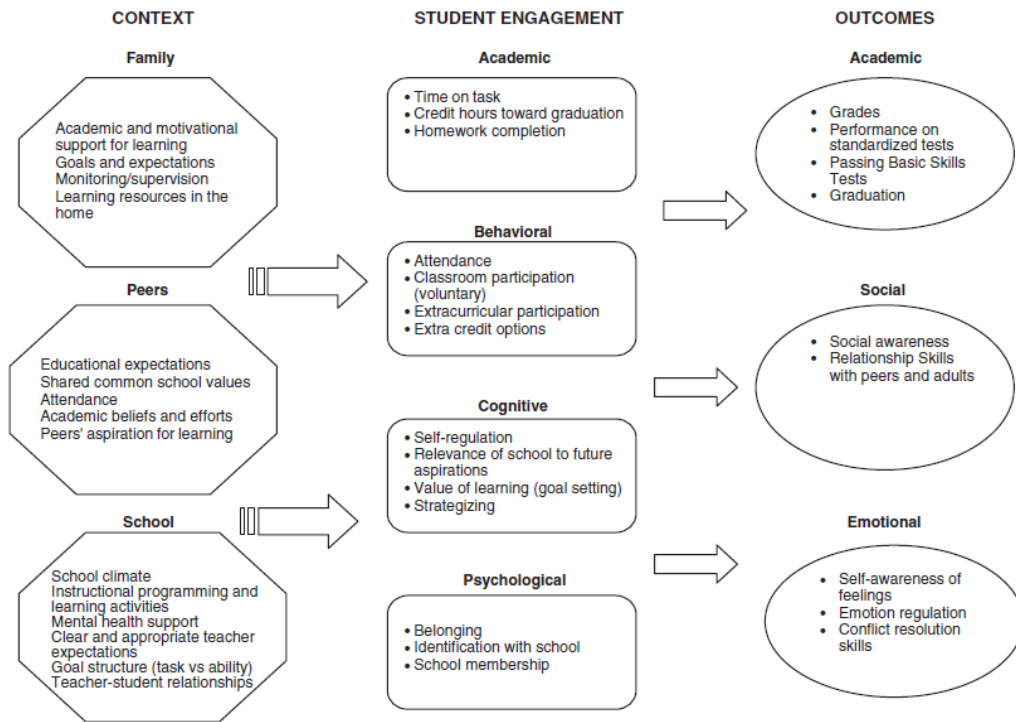 CONTEXT
Family
Academic and motivational
support for learning
Goals and expectations
Monitoring/supervision
Learning resources in the
home
Peers
Educational expectations
Shared common school values
Attendance
Academic beliefs and efforts
Peers' aspiration for learning
School
School climate
Instructional programming and
learning activities
Mental health support
Clear and appropriate teacher
expectations
Goal structure (task vs ability)
Teacher-student relationships
STUDENT ENGAGEMENT
Academic
• Time on task
• Credit hours toward graduation
• Homework completion
Behavioral
• Attendance
• Classroom participation
(voluntary)
• Extracurricular participation
• Extra credit options
Cognitive
• Self-regulation
• Relevance of school to future
aspirations
• Value of learning (goal setting)
• Strategizing
Psychological
• Belonging
• Identification with school
• School membership
OUTCOMES
Academic
• Grades
• Performance on
standardized tests
• Passing Basic Skills
Tests
• Graduation
Social
• Social awareness
• Relationship Skills
with peers and adults
Emotional
• Self-awareness of
feelings
• Emotion regulation
• Conflict resolution
skills